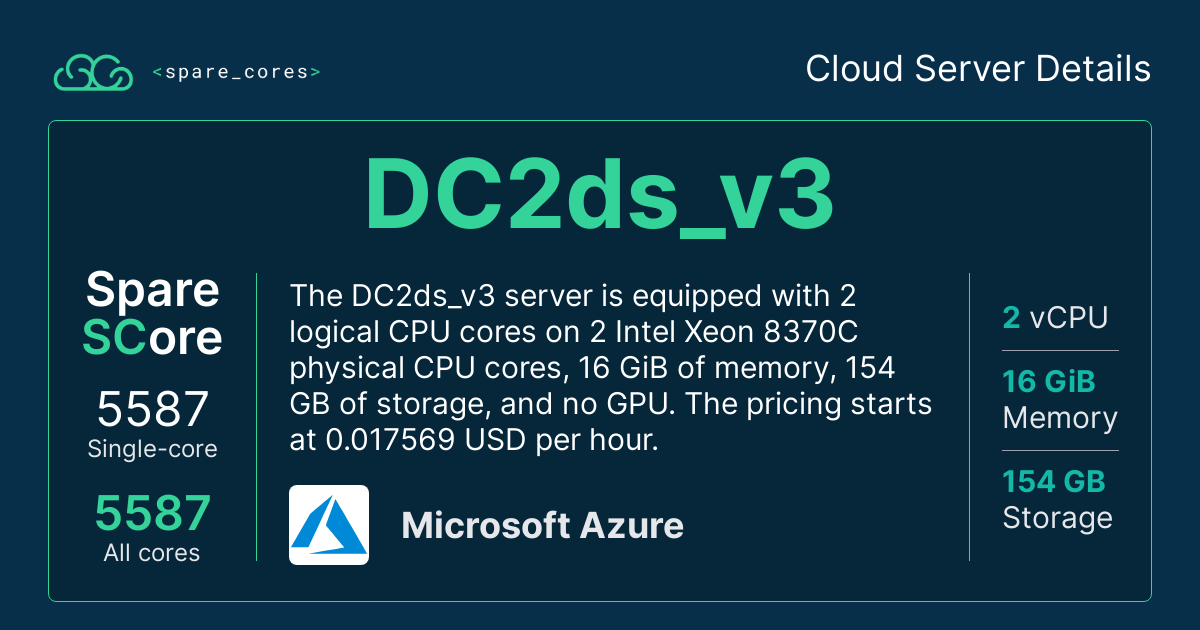 <spare_cores>
Cloud Server Details
DC2ds_v3
Spare
SCore
5587
Single-core
5587
All cores
The DC2ds_v3 server is equipped with 2
logical CPU cores on 2 Intel Xeon 8370C
physical CPU cores, 16 GiB of memory, 154
GB of storage, and no GPU. The pricing starts
at 0.017569 USD per hour.
Microsoft Azure
2 vCPU
16 GiB
Memory
154 GB
Storage